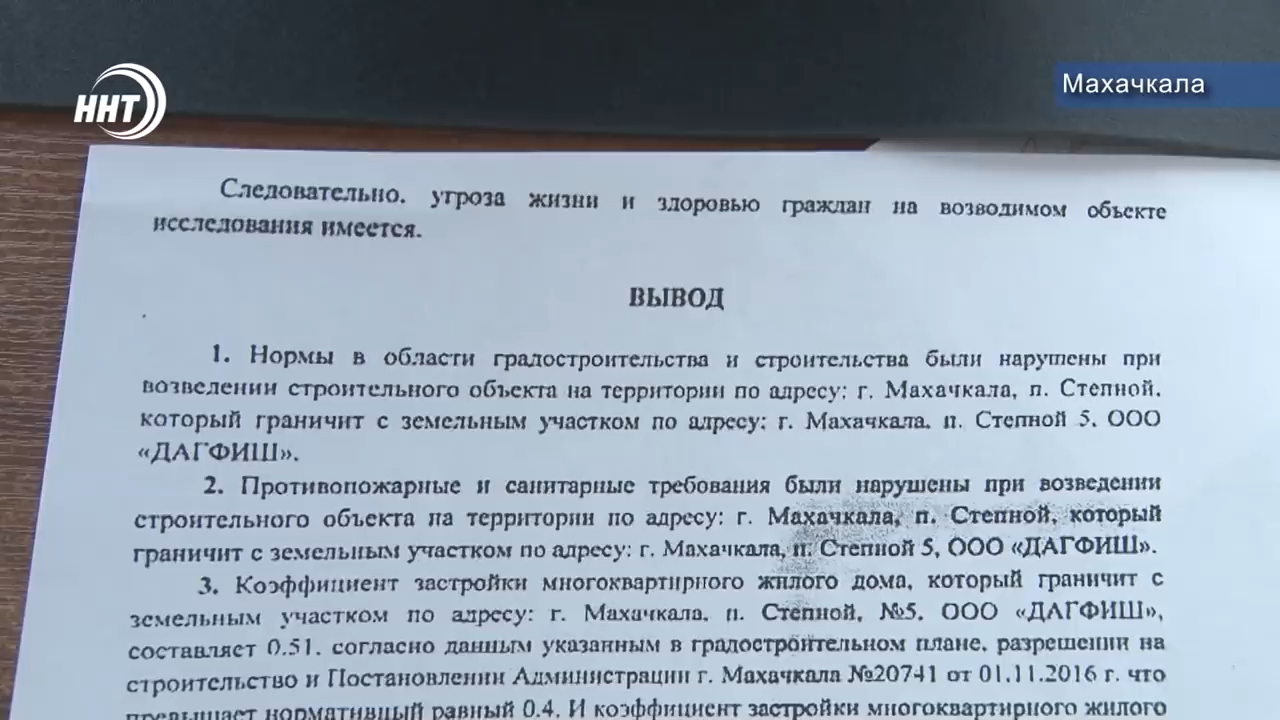 ННТ
Махачкала
Следовательно. угроза жизни и здоровью граждан на возводимом объекте
исследования имеется.
ВЫВОД
1. Нормы в области градостроительства и строительства были нарушены при
возведении строительного объекта на территории по адресу: г. Махачкала, п. Степной.
который граничит с земельным участком по адресу: г. Махачкала. п. Степной 5. ООО
«ДАГФИШ».
2. Противопожарные и санитарные требования были нарушены при возведении
строительного объекта на территории по адресу: г. Махачкала, п. Степной, который
граничит с земельным участком по адресу: г. Махачкала, п. Степной 5, ООО «ДАГФИШ».
3. Коэффициент застройки многоквартирного жилого дома, который граничит с
земельным участком по адресу: г. Махачкала. п. Степной, №5. ООО «ДАГФИШ»,
составляет 0.51. согласно данным указанным в градостроительном плане, разрешении на
строительство и Постановлении Администрации г. Махачкала №20741 от 01.11.2016 г. что
превышает нормативный равный 0.4. И коэффициент застройки многоквартирного жилого